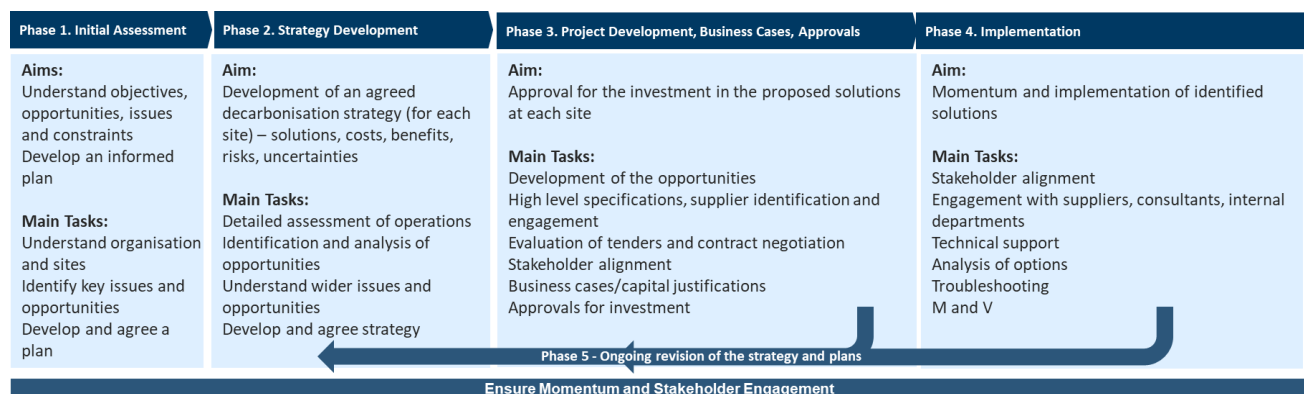 Phase 1. Initial Assessment
Aims:
Understand objectives,
opportunities, issues
and constraints
Develop an informed
plan
Main Tasks:
Understand organisation
and sites
Identify key issues and
opportunities
Develop and agree a
plan
Phase 2. Strategy Development
Aim:
Development of an agreed
decarbonisation strategy (for each
site) – solutions, costs, benefits,
risks, uncertainties
Main Tasks:
Detailed assessment of operations
Identification and analysis of
opportunities
Understand wider issues and
opportunities
Develop and agree strategy
Phase 3. Project Development, Business Cases, Approvals
Aim:
Approval for the investment in the proposed solutions
at each site
Main Tasks:
Development of the opportunities
High level specifications, supplier identification and
engagement
Evaluation of tenders and contract negotiation
Stakeholder alignment
Business cases/capital justifications
Approvals for investment
Phase 4. Implementation
Aim:
Momentum and implementation of identified
solutions
Main Tasks:
Stakeholder alignment
Engagement with suppliers, consultants, internal
departments
Technical support
Analysis of options
Troubleshooting
M and V
Phase 5 - Ongoing revision of the strategy and plans
Ensure Momentum and Stakeholder Engagement